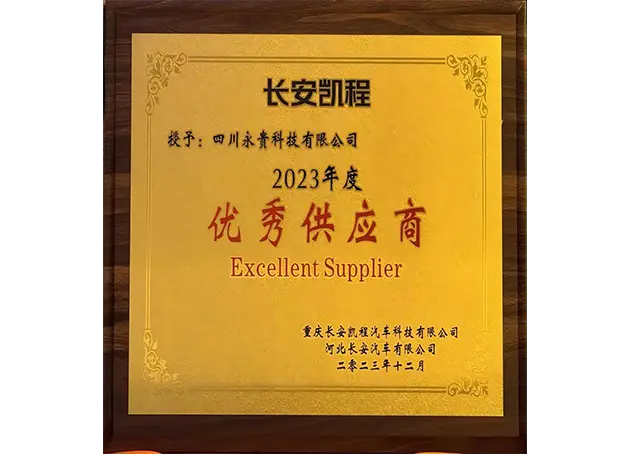 长安凯程
授予：四川永贵科技有限公司
2023年度
优秀供应商
Excellent Supplier
重庆长安凯程汽车科技有限公司
河北长安汽车有限公司
二零二三年十二月